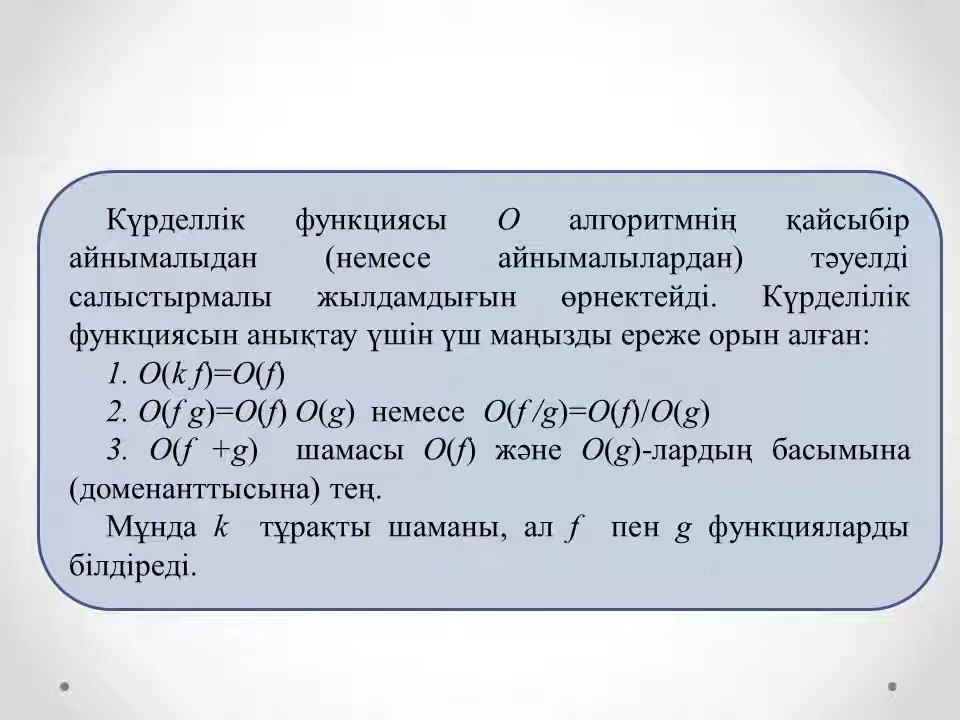 Күрделлік функциясы O алгоритмнің қайсыбір
айнымалыдан (немесе айнымалылардан) тәуелді
салыстырмалы жылдамдығын өрнектейді. Күрделілік
функциясын анықтау үшін үш маңызды ереже орын алған:
1. O(k f)=O(f)
2. O(f g)=O(f) O(g) немесе O(f /g)=O(f)/O(g)
3. O(f +g) шамасы O(f) және O(g)-лардың басымына
(доменанттысына) тең.
Мұнда k тұрақты шаманы, ал f пен g функцияларды
білдіреді.